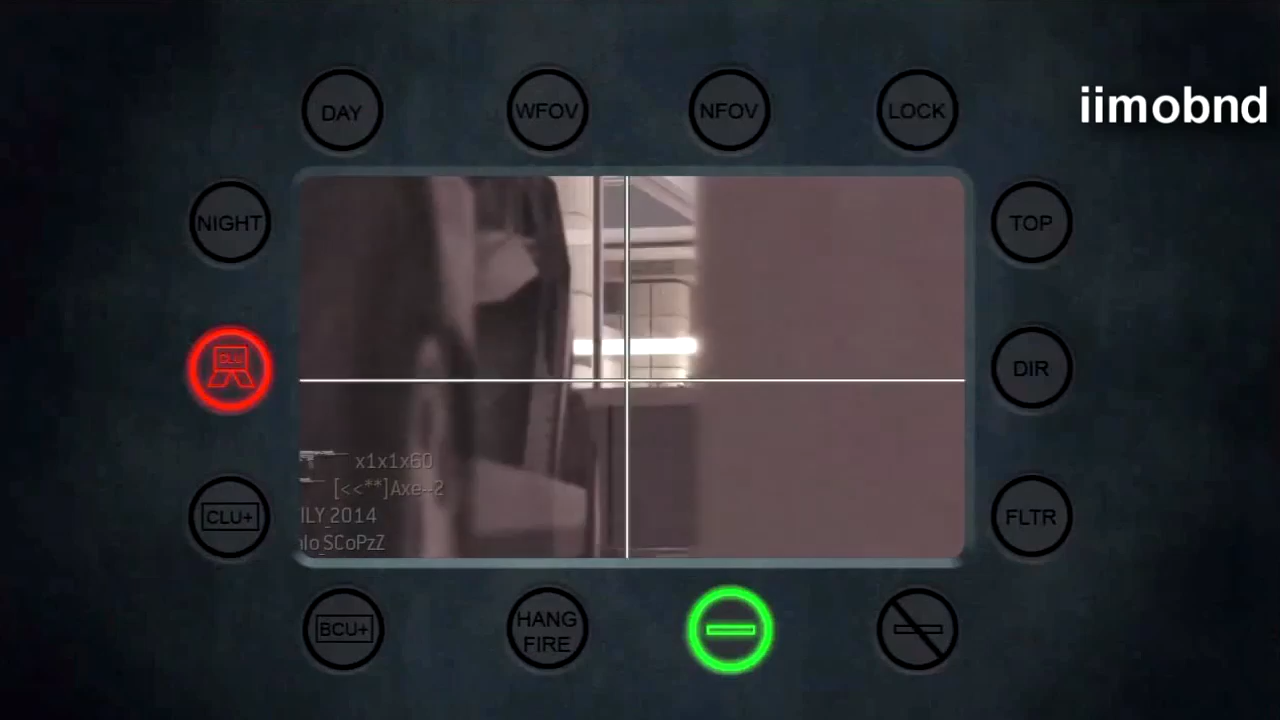 DAY
WFOV
NFOV
LOCK
iimobnd
NIGHT
TOP
CLU
DIR
x1x1x60
[<<**]Axe-2
ILY 2014
SCoPzZ
CLU+
FLTR
BCU+
HANG
FIRE